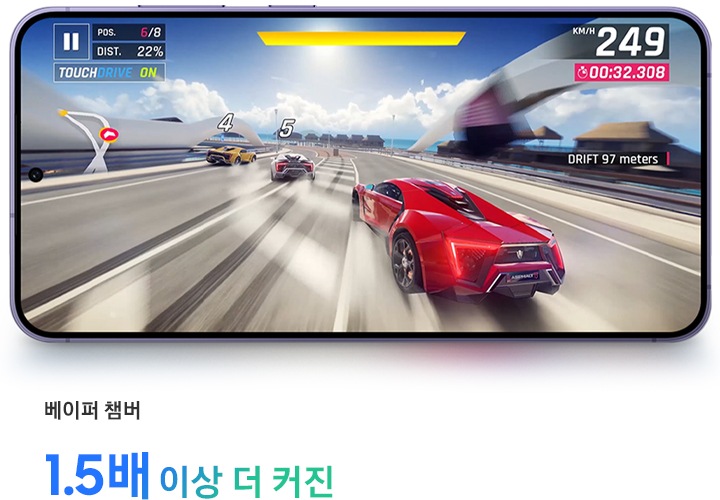 POS. 6/8
DIST. 22%
TOUCHDRIVE ON
KM/H 249
00:32.308
4
5
DRIFT 97 meters
ASPHALT
베이퍼 챔버
1.5배 이상 더 커진